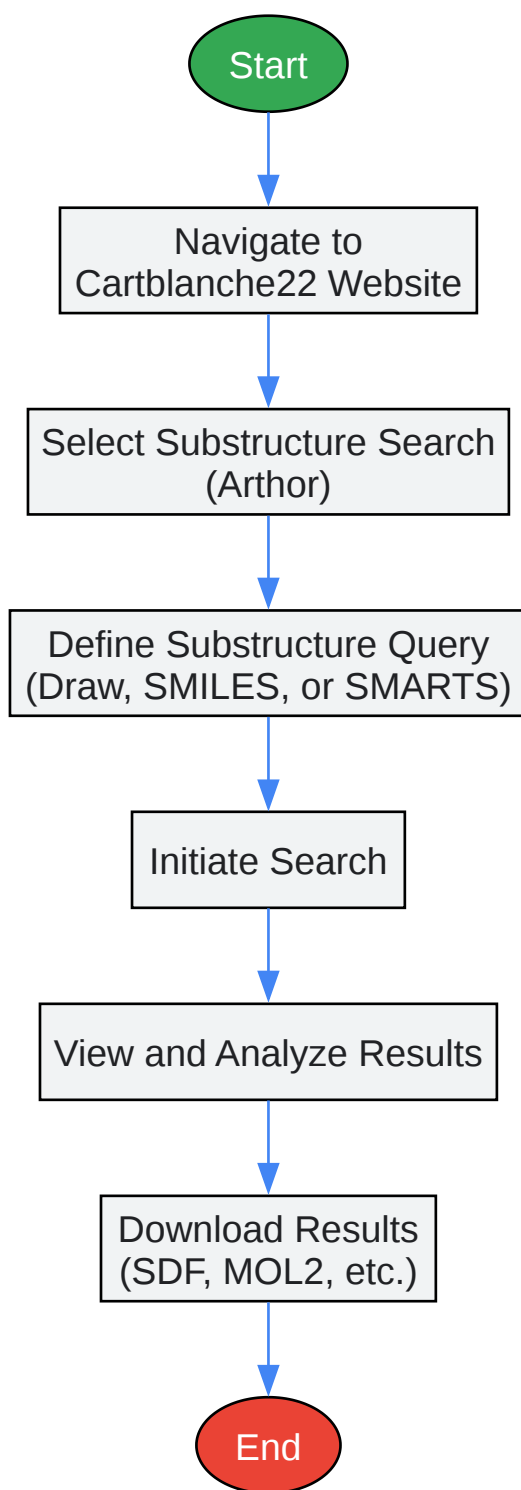 Start
Navigate to
Cartblanche22 Website
Select Substructure Search
(Arthor)
Define Substructure Query
(Draw, SMILES, or SMARTS)
Initiate Search
View and Analyze Results
Download Results
(SDF, MOL2, etc.)
End